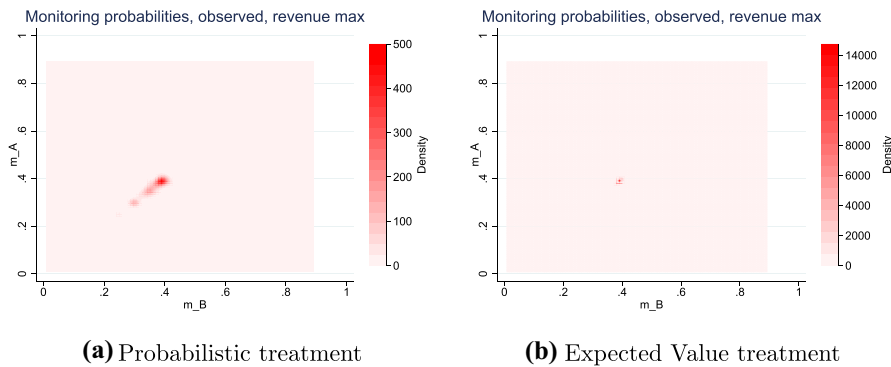 Monitoring probabilities, observed, revenue max
1
.8
.6
.4
.2
0
m_A
0 .2 .4 .6 .8 1
m_B
500
400
300
200
100
0
Density
(a) Probabilistic treatment
Monitoring probabilities, observed, revenue max
1
.8
.6
.4
.2
0
m_A
0 .2 .4 .6 .8 1
m_B
14000
12000
10000
8000
6000
4000
2000
0
Density
(b) Expected Value treatment